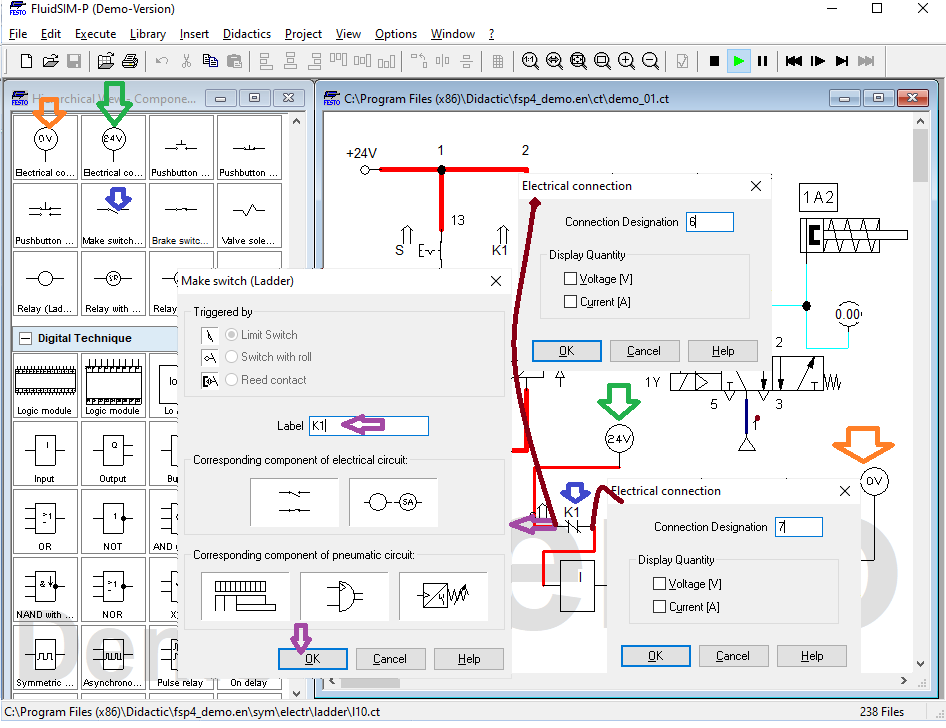 FluidSIM-P (Demo-Version)
File Edit Execute Library Insert Didactics Project View Options Window ?
Hierarchical View - Compone...
C:\Program Files (x86)\Didactic\fsp4_demo.en\ct\demo_01.ct
0V 24V
Electrical co... Electrical co... Pushbutton ... Pushbutton ...
Pushbutton ... Make switch... Brake switc... Valve sole...
Relay (Lad... Relay with ... Relay
Digital Technique
Logic module Logic module Lo
Input Output Bu
OR NOT AND
NAND with ... NOR
Symmetric ... Asynchrono... Pulse relay On delay
+24V 1 2
13
S K1
Electrical connection
Connection Designation 6
Display Quantity
Voltage [V]
Current [A]
OK Cancel Help
1A2
0.00
2
1Y
5 3
Make switch (Ladder)
Triggered by
Limit Switch
Switch with roll
Reed contact
Label K1
Corresponding component of electrical circuit:
SA
Corresponding component of pneumatic circuit:
OK Cancel Help
24V
0V
K1
I
Electrical connection
Connection Designation 7
Display Quantity
Voltage [V]
Current [A]
OK Cancel Help
C:\Program Files (x86)\Didactic\fsp4_demo.en\sym\electr\ladder\l10.ct 238 Files